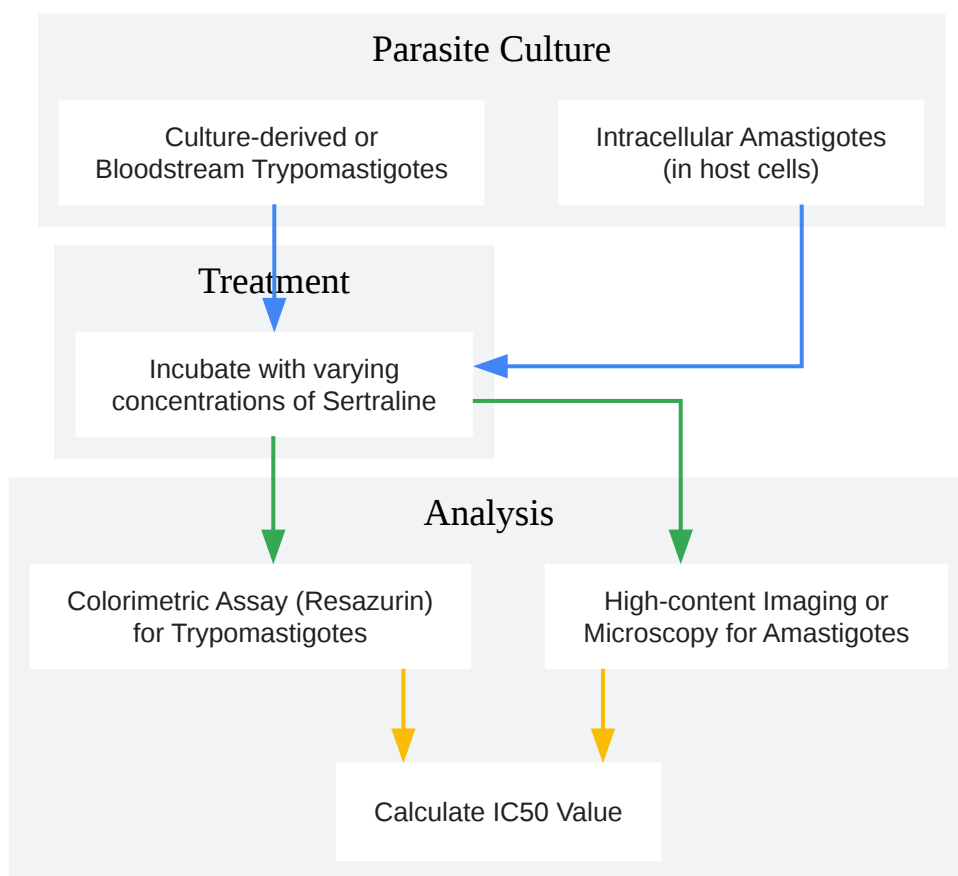 Parasite Culture
Culture-derived or
Bloodstream Trypomastigotes
Intracellular Amastigotes
(in host cells)
Treatment
Incubate with varying
concentrations of Sertraline
Analysis
Colorimetric Assay (Resazurin)
for Trypomastigotes
High-content Imaging or
Microscopy for Amastigotes
Calculate IC50 Value